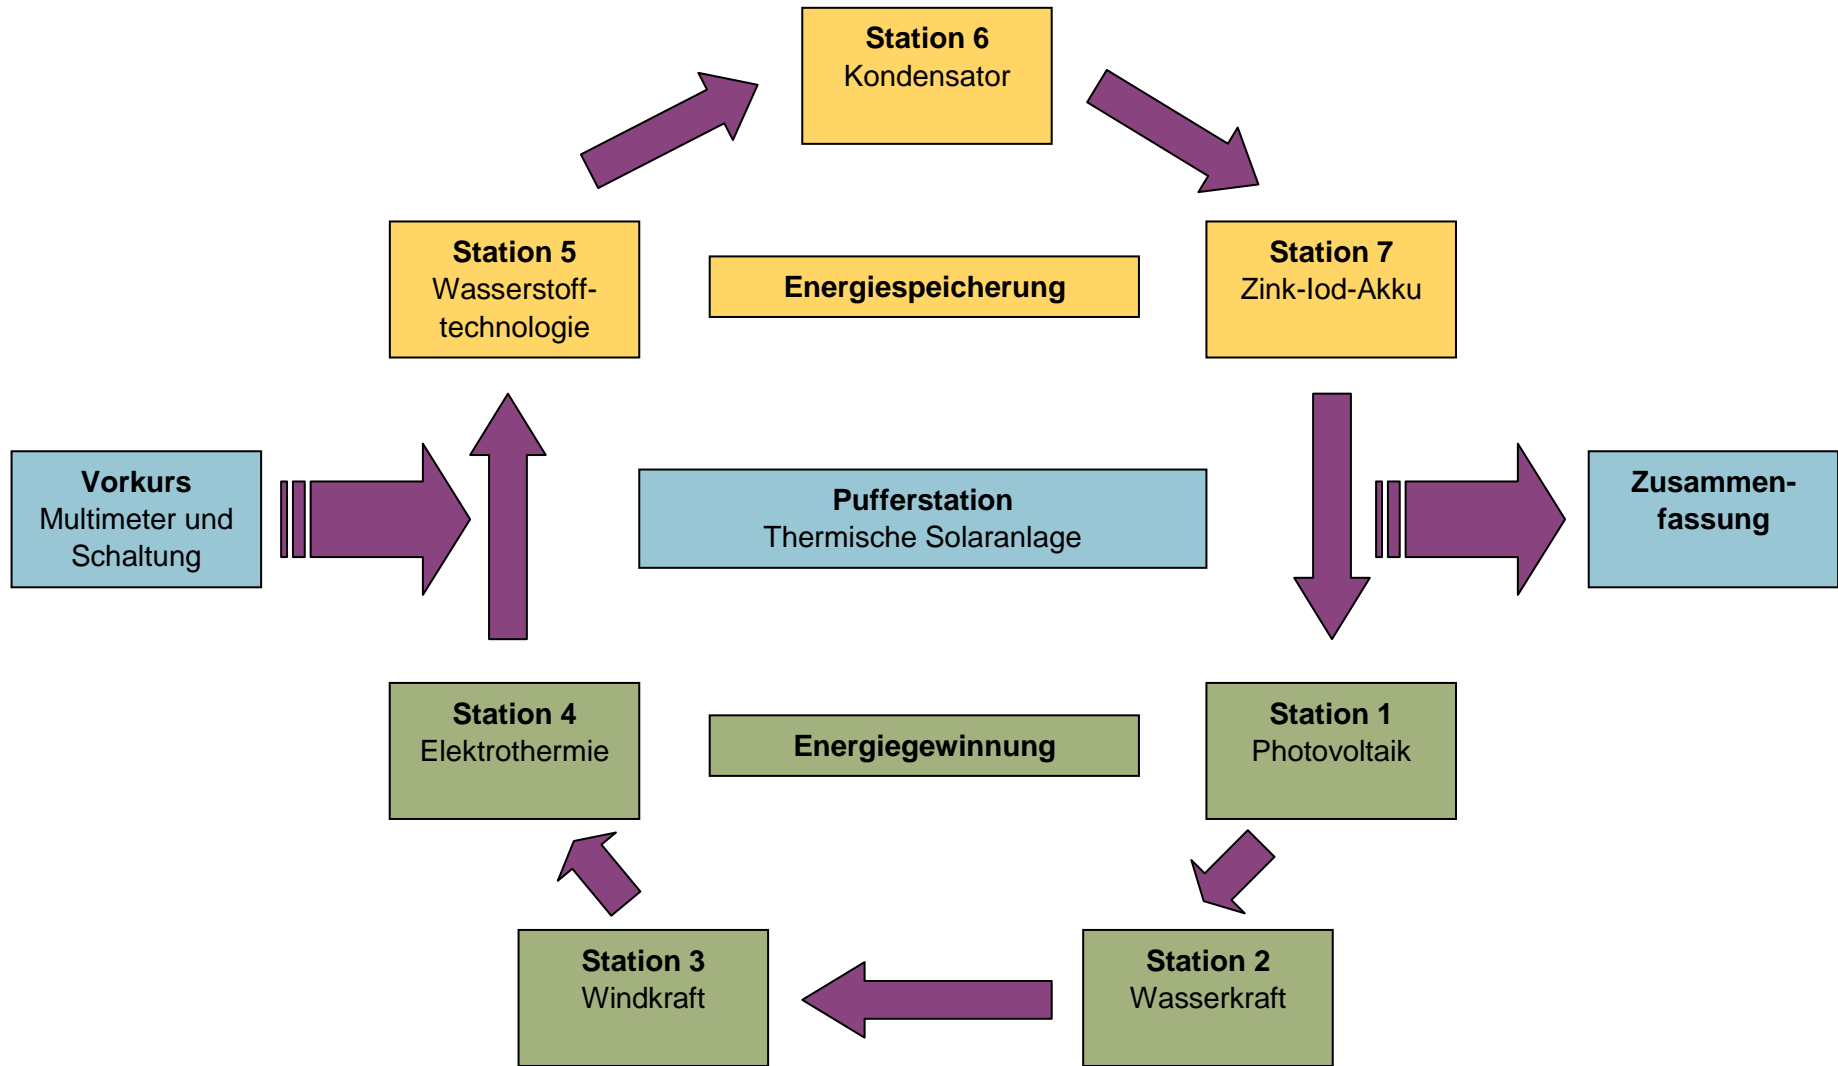 Station 6
Kondensator
Station 5
Wasserstoff-
technologie
Energiespeicherung
Station 7
Zink-Iod-Akku
Vorkurs
Multimeter und
Schaltung
Pufferstation
Thermische Solaranlage
Zusammen-
fassung
Station 4
Elektrothermie
Energiegewinnung
Station 1
Photovoltaik
Station 3
Windkraft
Station 2
Wasserkraft